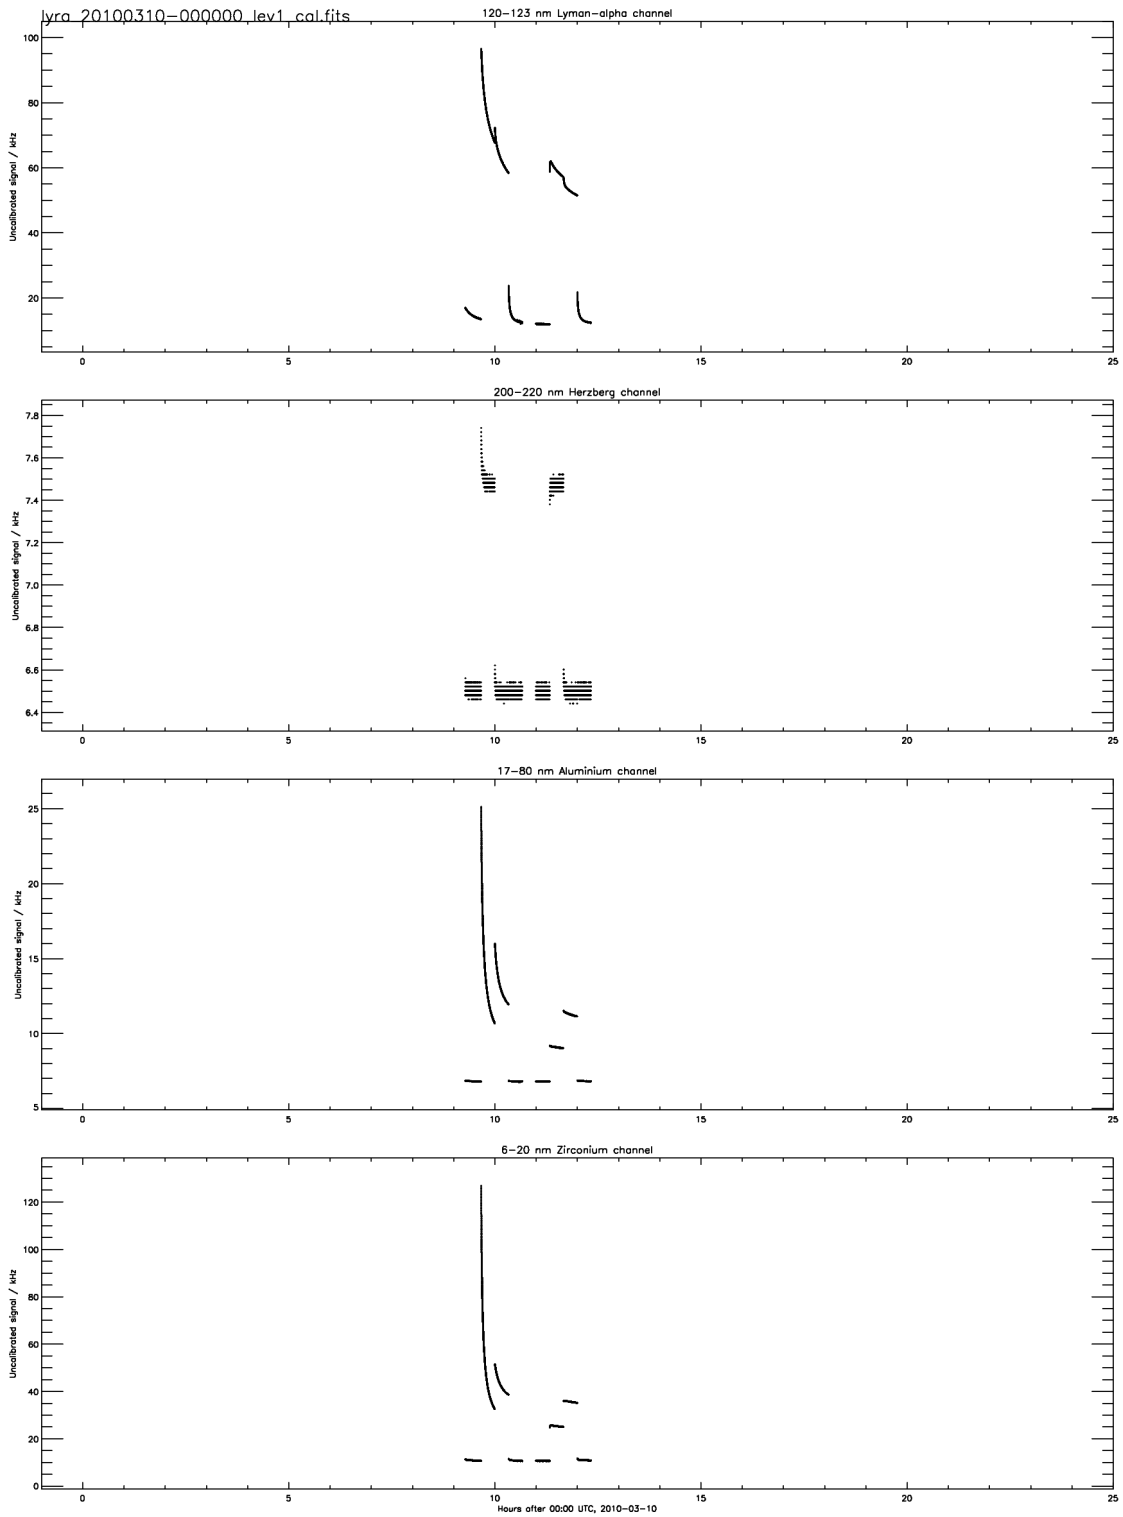 lyra_20100310-000000_lev1_cal.fits
120-123 nm Lyman-alpha channel
100
80
60
40
20
Uncalibrated signal / kHz
0 5 10 15 20 25
200-220 nm Herzberg channel
7.8
7.6
7.4
7.2
7.0
6.8
6.6
6.4
Uncalibrated signal / kHz
0 5 10 15 20 25
17-80 nm Aluminium channel
25
20
15
10
5
Uncalibrated signal / kHz
0 5 10 15 20 25
6-20 nm Zirconium channel
120
100
80
60
40
20
0
Uncalibrated signal / kHz
0 5 10 15 20 25
Hours after 00:00 UTC, 2010-03-10